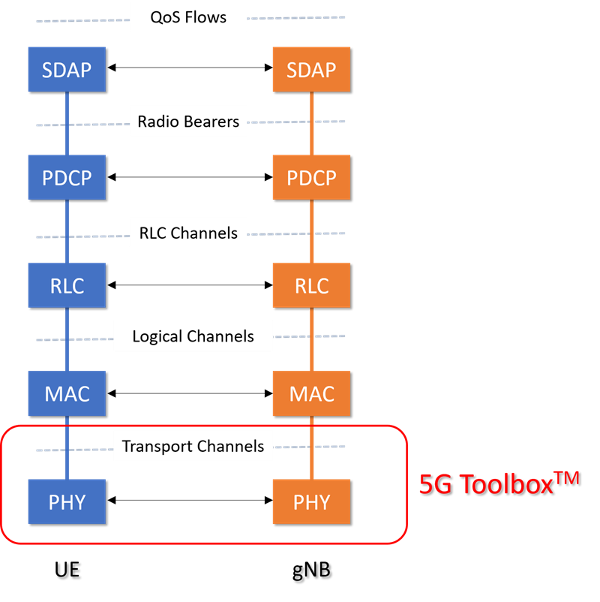 QoS Flows
SDAP SDAP
Radio Bearers
PDCP PDCP
RLC Channels
RLC RLC
Logical Channels
MAC MAC
Transport Channels
5G Toolbox™
PHY PHY
UE gNB